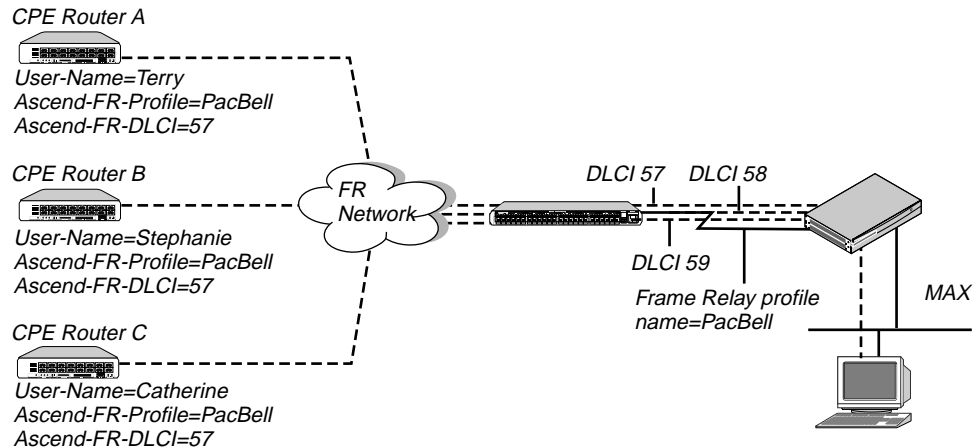 CPE Router A
User-Name=Terry
Ascend-FR-Profile=PacBell
Ascend-FR-DLCI=57
CPE Router B
User-Name=Stephanie
Ascend-FR-Profile=PacBell
Ascend-FR-DLCI=57
CPE Router C
User-Name=Catherine
Ascend-FR-Profile=PacBell
Ascend-FR-DLCI=57
FR
Network
DLCI 57
DLCI 58
DLCI 59
Frame Relay profile
name=PacBell
MAX